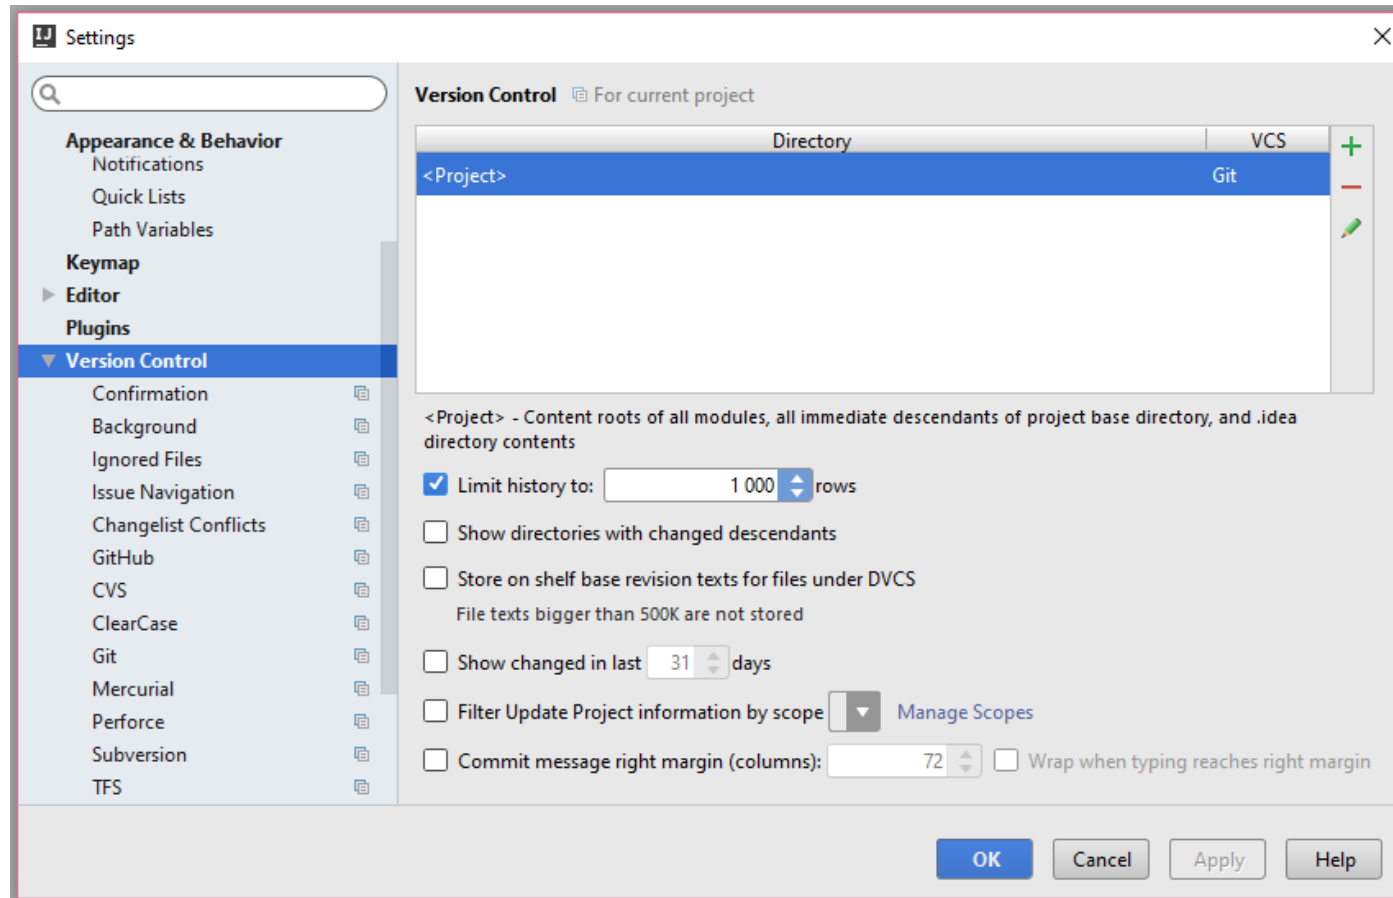 IJ Settings
Version Control For current project
Appearance & Behavior
Notifications
Quick Lists
Path Variables
Keymap
Editor
Plugins
Version Control
Confirmation
Background
Ignored Files
Issue Navigation
Changelist Conflicts
GitHub
CVS
ClearCase
Git
Mercurial
Perforce
Subversion
TFS
Directory VCS
<Project> Git
<Project> - Content roots of all modules, all immediate descendants of project base directory, and .idea
directory contents
Limit history to: 1 000 rows
Show directories with changed descendants
Store on shelf base revision texts for files under DVCS
File texts bigger than 500K are not stored
Show changed in last 31 days
Filter Update Project information by scope Manage Scopes
Commit message right margin (columns): 72 Wrap when typing reaches right margin
OK Cancel Apply Help